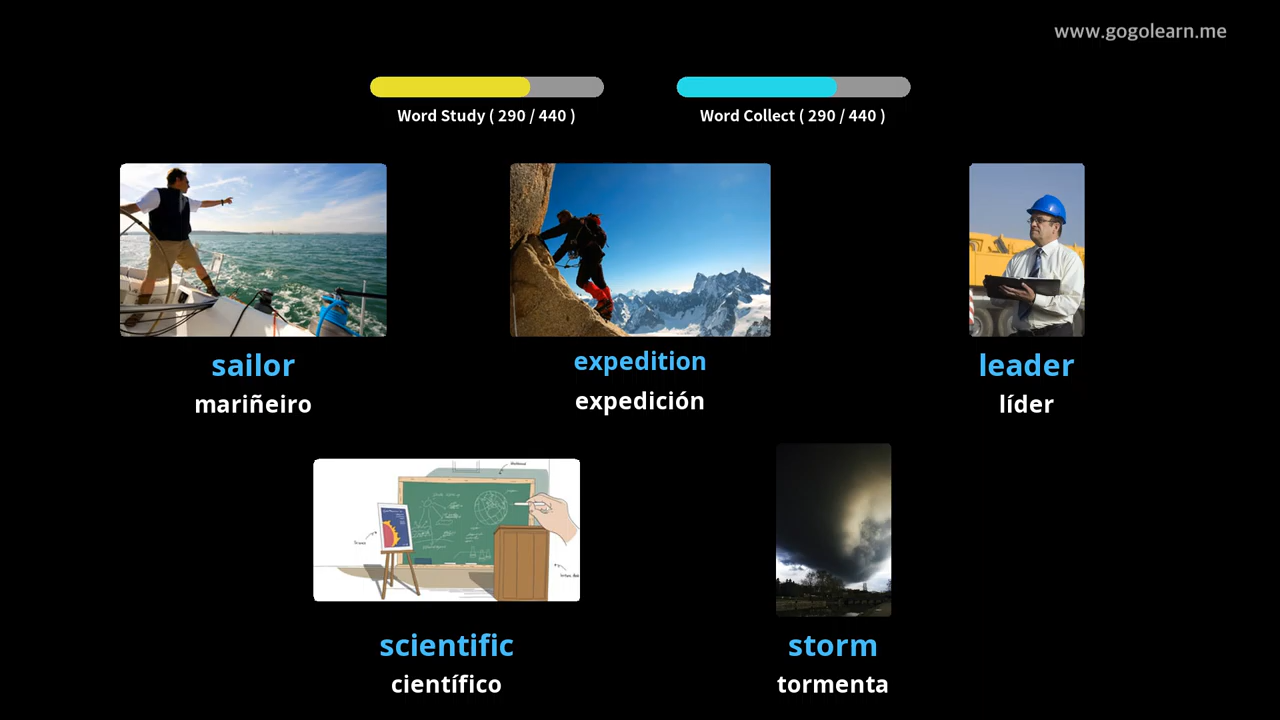 www.gogolearn.me
Word Study ( 290 / 440 )
Word Collect ( 290 / 440 )
sailor
mariñeiro
expedition
expedición
leader
líder
scientific
científico
storm
tormenta